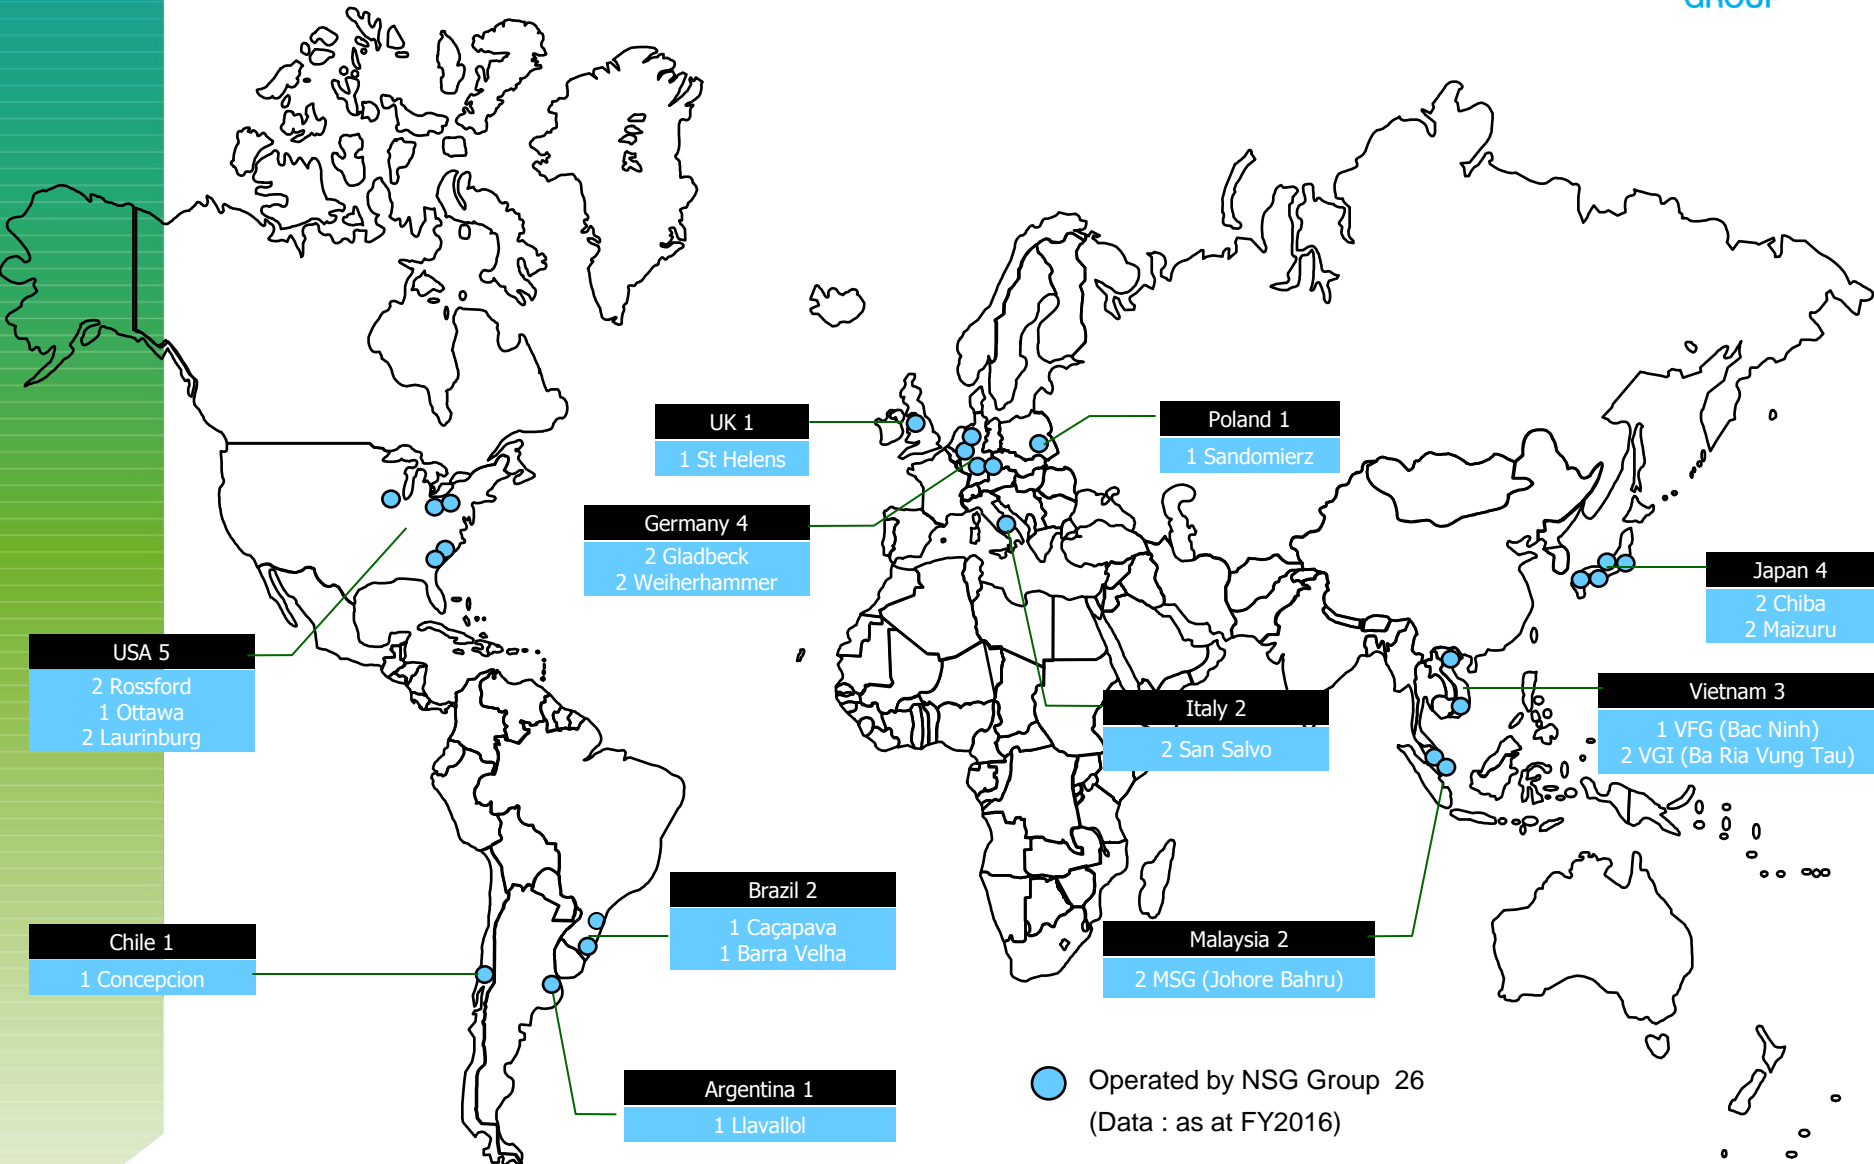 GROUP
UK 1
1 St Helens
Poland 1
1 Sandomierz
Germany 4
2 Gladbeck
2 Weiherhammer
Japan 4
2 Chiba
2 Maizuru
USA 5
2 Rossford
1 Ottawa
2 Laurinburg
Italy 2
2 San Salvo
Vietnam 3
1 VFG (Bac Ninh)
2 VGI (Ba Ria Vung Tau)
Brazil 2
1 Caçapava
1 Barra Velha
Chile 1
1 Concepcion
Malaysia 2
2 MSG (Johore Bahru)
Argentina 1
1 Llavallol
Operated by NSG Group 26
(Data : as at FY2016)